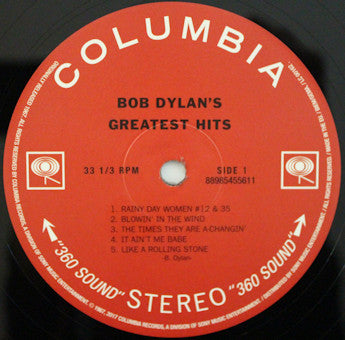 COLUMBIA
BOB DYLAN'S
GREATEST HITS
33 1/3 RPM
SIDE 1
88985455611
1. RAINY DAY WOMEN #12 & 35
2. BLOWIN' IN THE WIND
3. THE TIMES THEY ARE A-CHANGIN'
4. IT AIN'T ME BABE
5. LIKE A ROLLING STONE
-B. Dylan-
"360 SOUND" STEREO "360 SOUND"